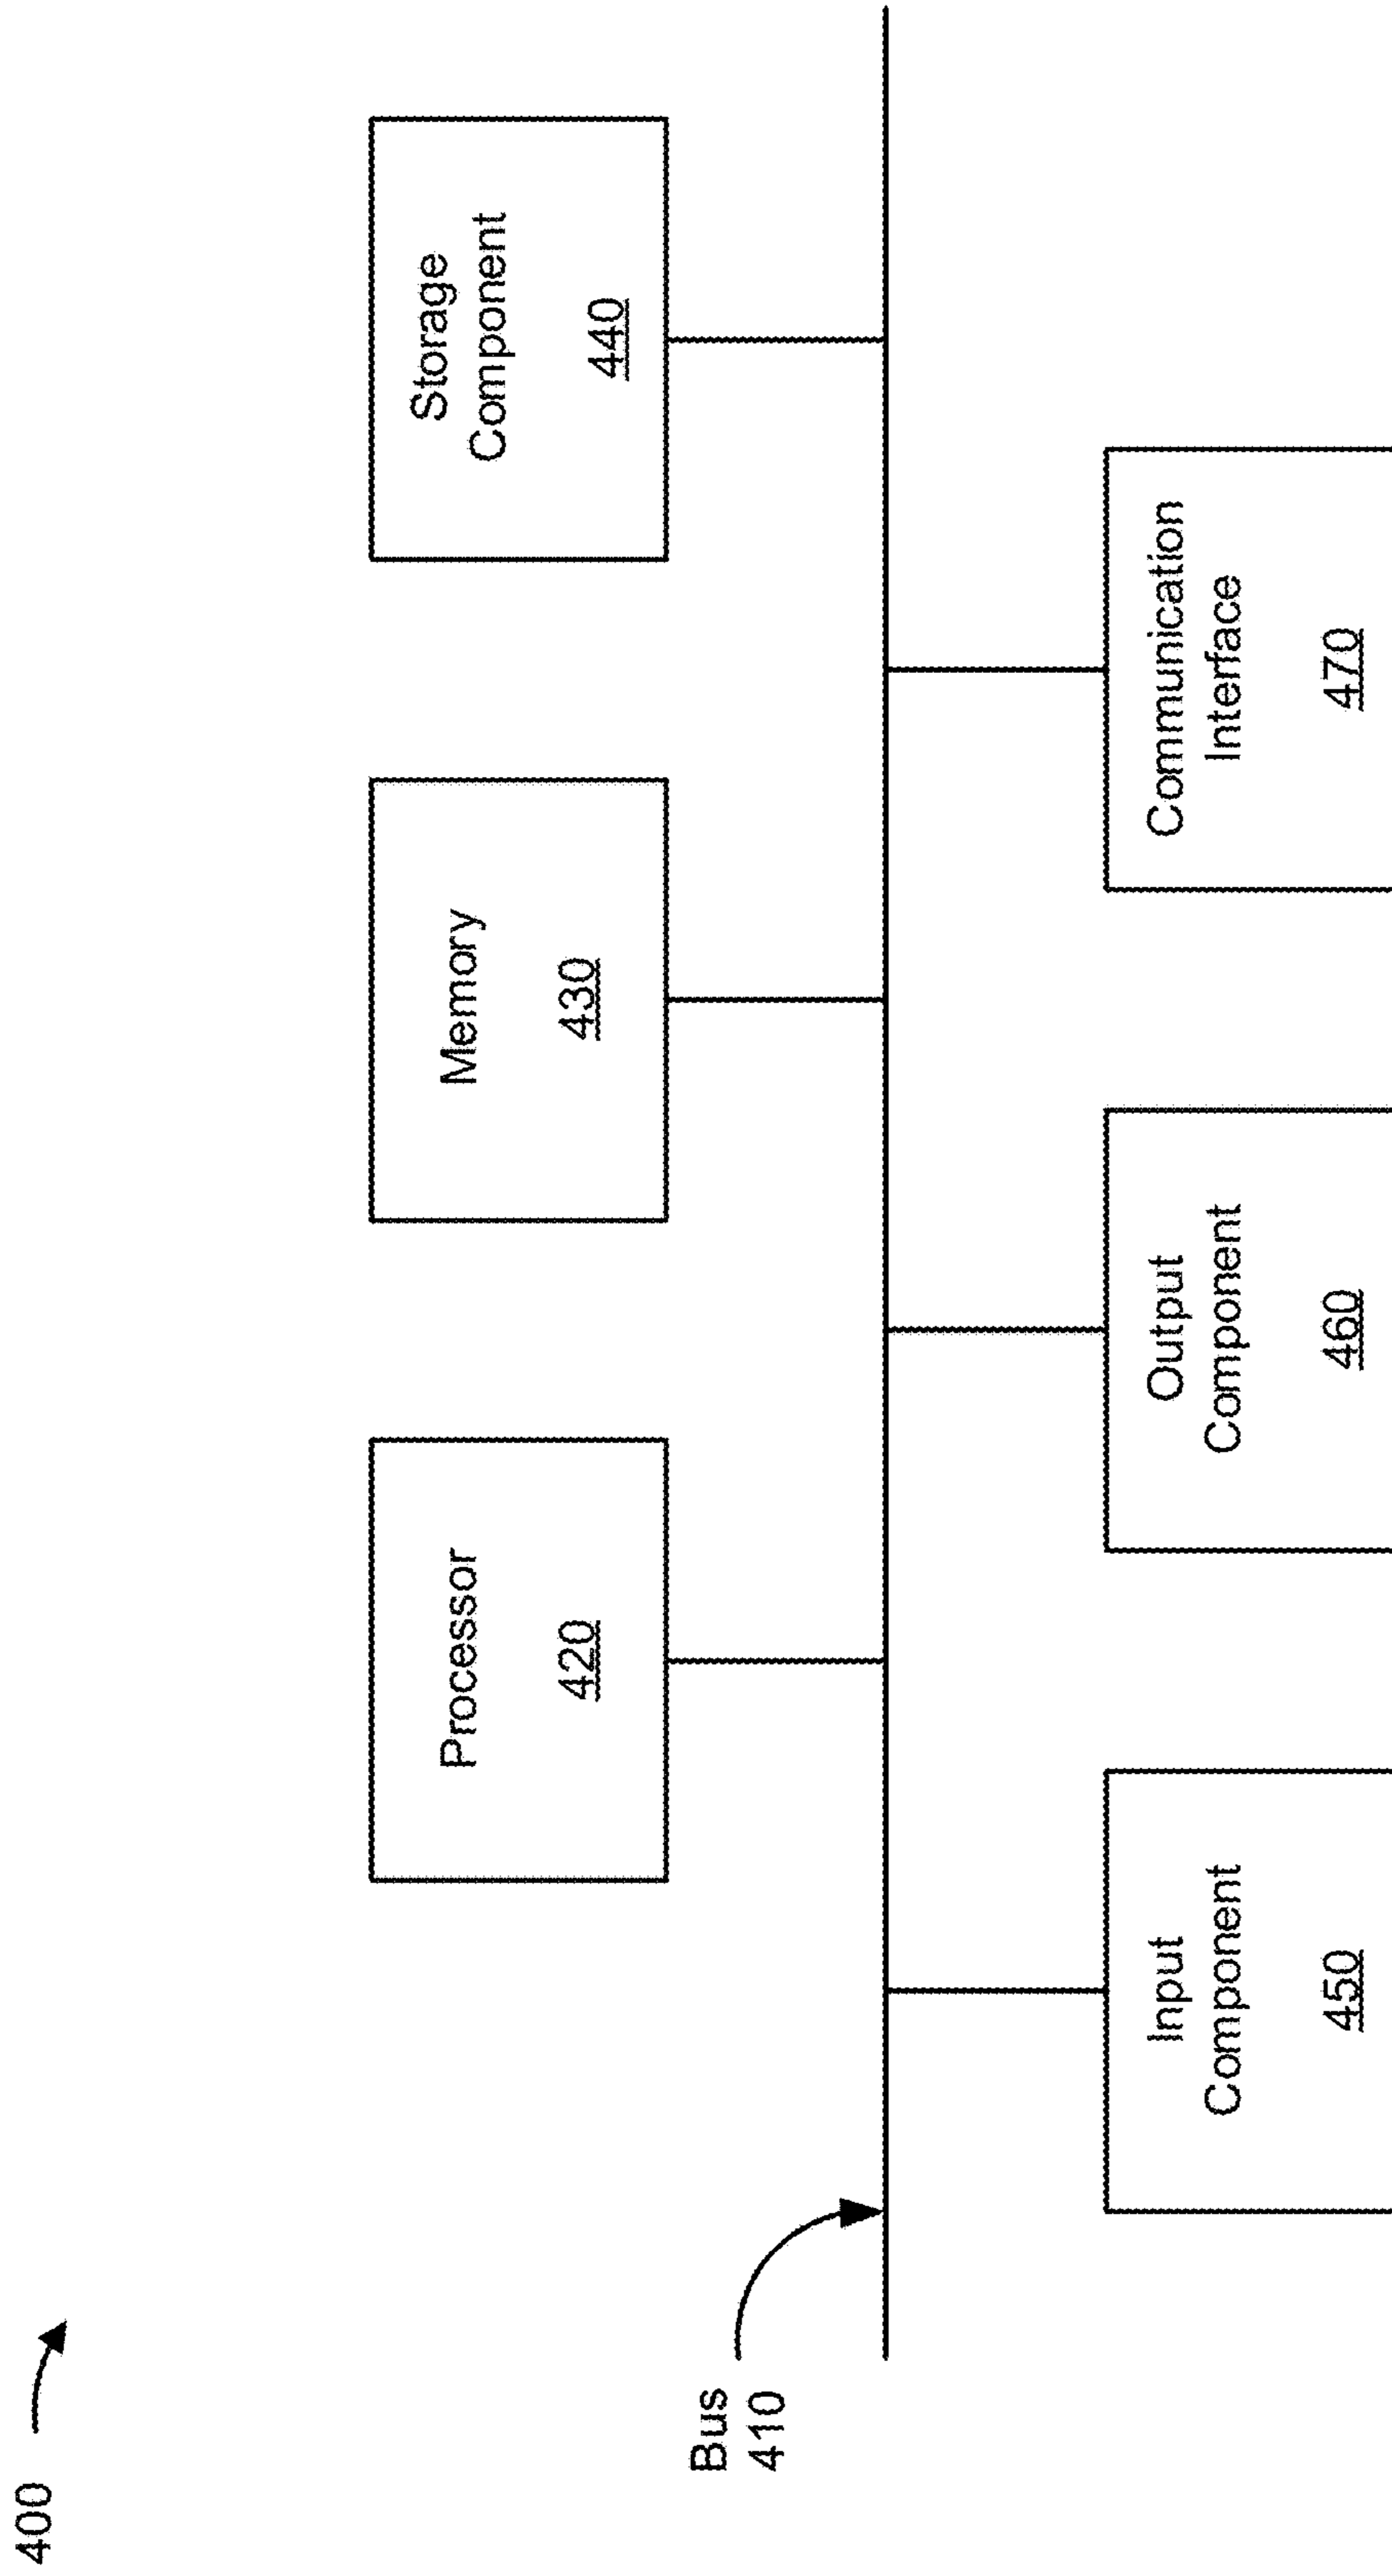 400
Bus
410
Processor
420
Memory
430
Storage
Component
440
Input
Component
450
Output
Component
460
Communication
Interface
470